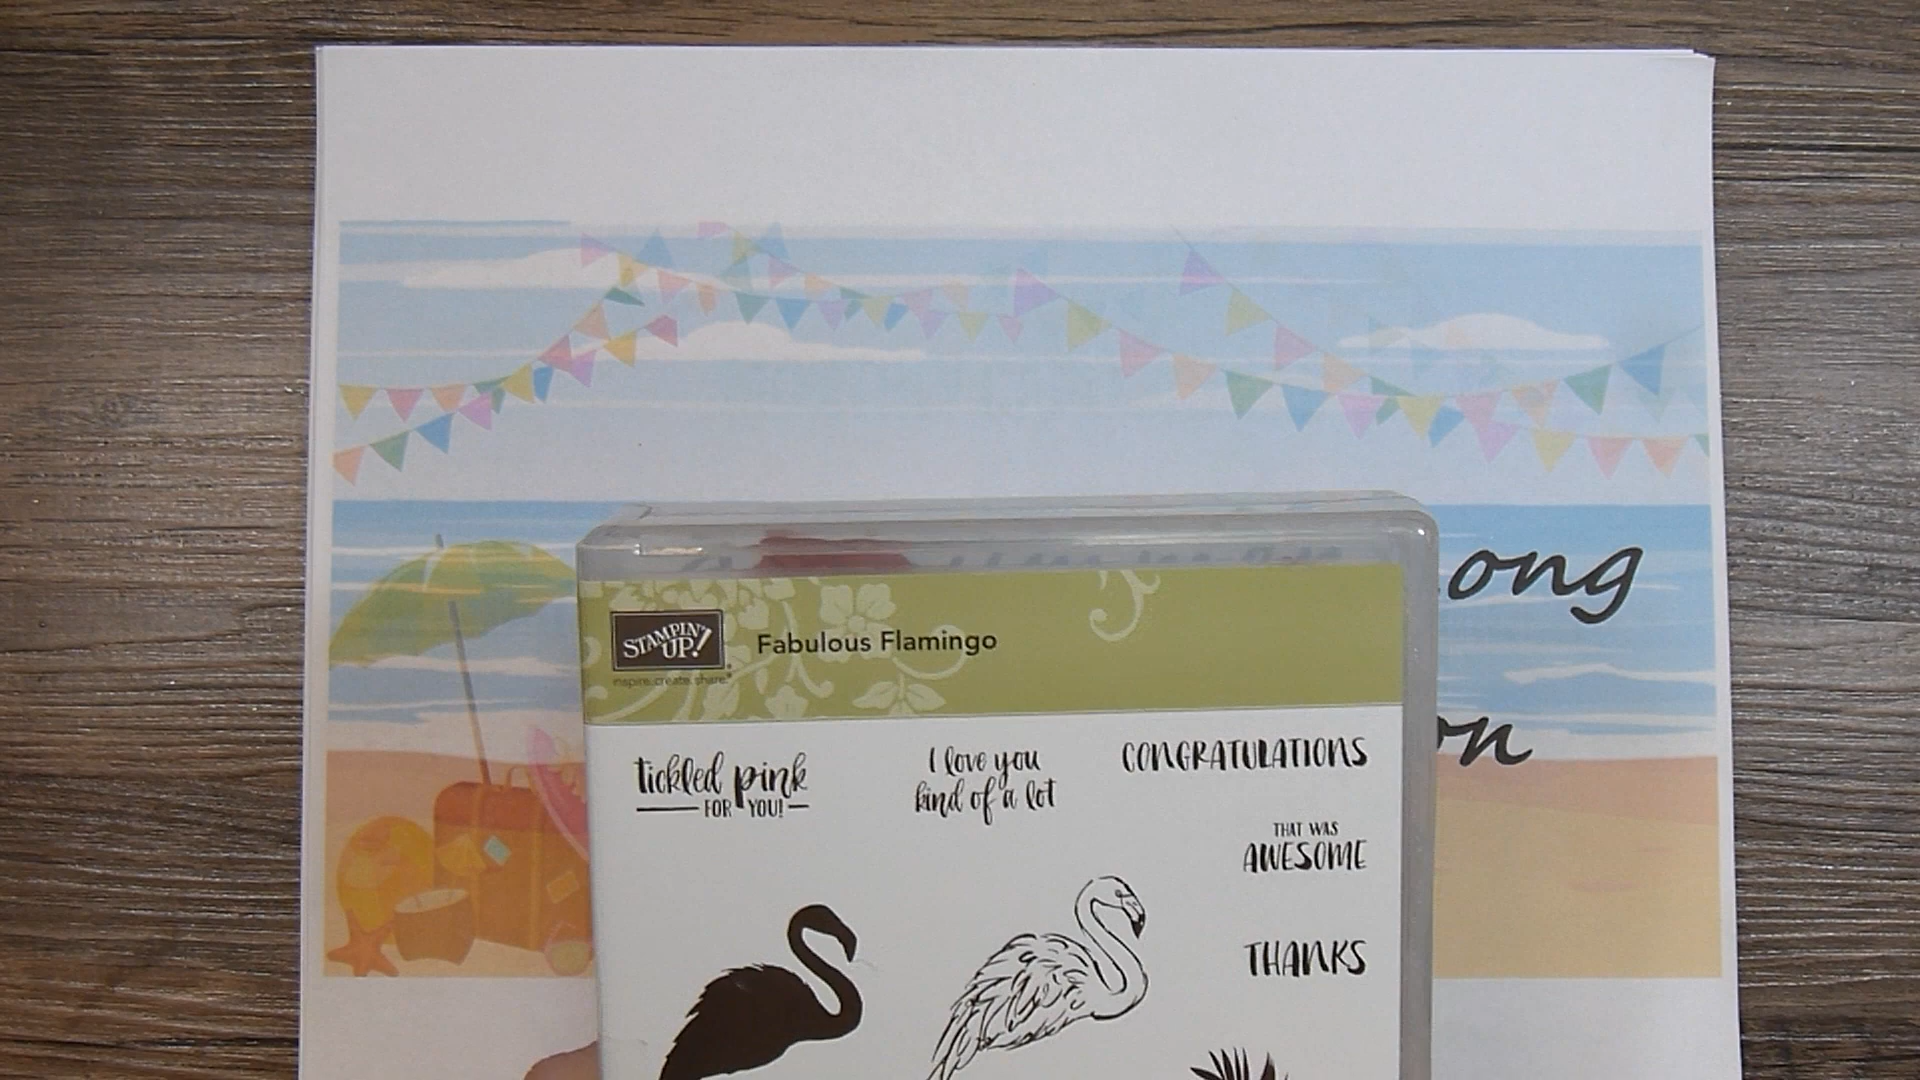 ong
on
STAMPIN' UP!
inspire. create. share.
Fabulous Flamingo
tickled pink
FOR YOU!
I love you
kind of a lot
CONGRATULATIONS
THAT WAS
AWESOME
THANKS